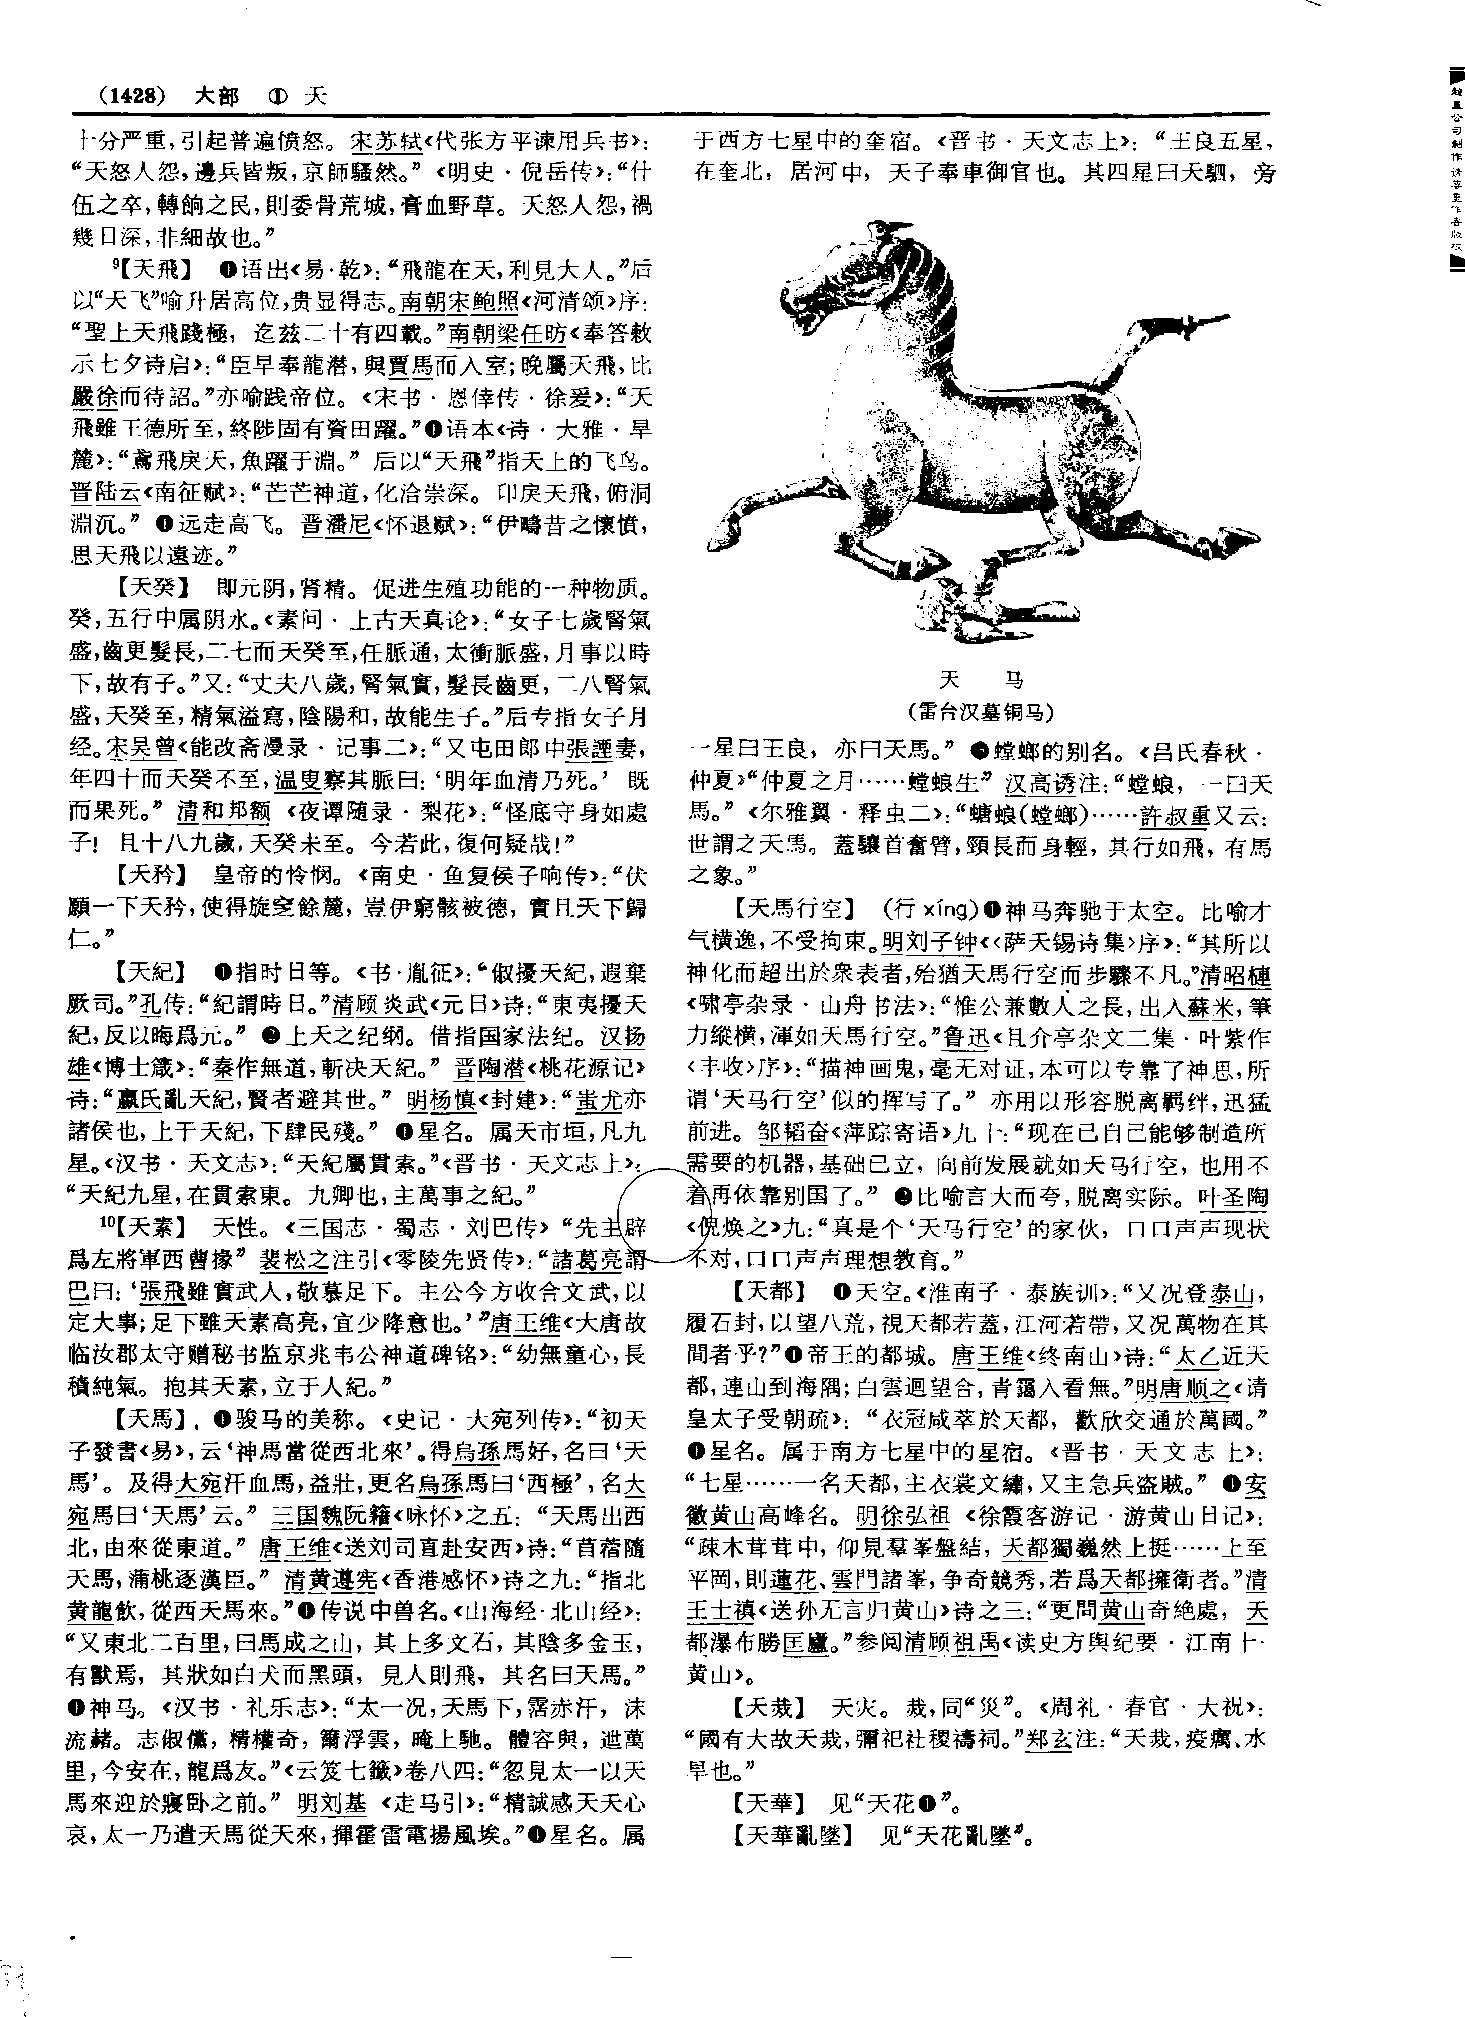 (1428) 大部 ① 天
十分严重,引起普遍愤怒。宋苏轼《代张方平谏用兵书》:
“天怒人怨,邊兵皆叛,京師騷然。”《明史·倪岳传》:“什
伍之卒,轉餉之民,則委骨荒城,膏血野草。天怒人怨,禍
幾日深,非細故也。”
⁹【天飛】 ❶语出《易·乾》:“飛龍在天,利見大人。”后
以“天飞”喻升居高位,贵显得志。南朝宋鲍照《河清颂》序:
“聖上天飛踐極,迄兹二十有四載。”南朝梁任昉《奉答敕
示七夕诗启》:“臣早奉龍潜,與賈馬而入室;晚屬天飛,比
嚴徐而待詔。”亦喻践帝位。《宋书·恩倖传·徐爰》:“天
飛雖王德所至,終陟固有資田躍。”❶语本《诗·大雅·旱
麓》:“鳶飛戾天,魚躍于淵。”后以“天飛”指天上的飞鸟。
晋陆云《南征赋》:“芒芒神道,化洽崇深。卬戾天飛,俯洞
淵沉。”❶远走高飞。晋潘尼《怀退赋》:“伊疇昔之懷憤,
思天飛以遠迹。”
【天癸】 即元阴,肾精。促进生殖功能的一种物质。
癸,五行中属阴水。《素问·上古天真论》:“女子七歲腎氣
盛,齒更髮長,二七而天癸至,任脈通,太衝脈盛,月事以時
下,故有子。”又:“丈夫八歲,腎氣實,髮長齒更,二八腎氣
盛,天癸至,精氣溢寫,陰陽和,故能生子。”后专指女子月
经。宋吴曾《能改斋漫录·记事二》:“又屯田郎中張諲妻,
年四十而天癸不至,温叟察其脈曰:‘明年血清乃死。’既
而果死。”清和邦额《夜谭随录·梨花》:“怪底守身如處
子!且十八九歲,天癸未至。今若此,復何疑哉!”
【天矜】 皇帝的怜悯。《南史·鱼复侯子响传》:“伏
願一下天矜,使得旋窆餘麓,豈伊窮骸被德,實且天下歸
仁。”
【天紀】 ❶指时日等。《书·胤征》:“俶擾天紀,遐棄
厥司。”孔传:“紀謂時日。”清顾炎武《元日》诗:“東夷擾天
紀,反以晦爲元。”❷上天之纪纲。借指国家法纪。汉扬
雄《博士箴》:“秦作無道,斬决天紀。”晋陶潜《桃花源记》
诗:“嬴氏亂天紀,賢者避其世。”明杨慎《封建》:“蚩尤亦
諸侯也,上干天紀,下肆民殘。”❶星名。属天市垣,凡九
星。《汉书·天文志》:“天紀屬貫索。”《晋书·天文志上》:
“天紀九星,在貫索東。九卿也,主萬事之紀。”
¹⁰【天素】 天性。《三国志·蜀志·刘巴传》“先主辟
爲左將軍西曹掾”裴松之注引《零陵先贤传》:“諸葛亮謂
巴曰:‘張飛雖實武人,敬慕足下。主公今方收合文武,以
定大事;足下雖天素高亮,宜少降意也。’”唐王维《大唐故
临汝郡太守赠秘书监京兆韦公神道碑铭》:“幼無童心,長
積純氣。抱其天素,立于人紀。”
【天馬】 ❶骏马的美称。《史记·大宛列传》:“初天
子發書《易》,云‘神馬當從西北來’。得烏孫馬好,名曰‘天
馬’。及得大宛汗血馬,益壯,更名烏孫馬曰‘西極’,名大
宛馬曰‘天馬’云。”三国魏阮籍《咏怀》之五:“天馬出西
北,由來從東道。”唐王维《送刘司直赴安西》诗:“苜蓿隨
天馬,蒲桃逐漢臣。”清黄遵宪《香港感怀》诗之九:“指北
黄龍飲,從西天馬來。”❶传说中兽名。《山海经·北山经》:
“又東北二百里,曰馬成之山,其上多文石,其陰多金玉,
有獸焉,其狀如白犬而黑頭,見人則飛,其名曰天馬。”
❶神马。《汉书·礼乐志》:“太一况,天馬下,霑赤汗,沫
流赭。志俶儻,精權奇,籋浮雲,晻上馳。體容與,迣萬
里,今安在,龍爲友。”《云笈七籤》卷八四:“忽見太一以天
馬來迎於寢卧之前。”明刘基《走马引》:“精誠感天天心
哀,太一乃遣天馬從天來,揮霍雷電揚風埃。”❶星名。属
于西方七星中的奎宿。《晋书·天文志上》:“王良五星,
在奎北,居河中,天子奉車御官也。其四星曰天駟,旁
天 马
(雷台汉墓铜马)
一星曰王良,亦曰天馬。”❶螳螂的别名。《吕氏春秋·
仲夏》“仲夏之月……螳蜋生”汉高诱注:“螳蜋,一曰天
馬。”《尔雅翼·释虫二》:“螗蜋(螳螂)……許叔重又云:
世謂之天馬。蓋驤首奮臂,頸長而身輕,其行如飛,有馬
之象。”
【天馬行空】 (行 xíng)❶神马奔驰于太空。比喻才
气横逸,不受拘束。明刘子钟《〈萨天锡诗集〉序》:“其所以
神化而超出於衆表者,殆猶天馬行空而步驟不凡。”清昭槤
《啸亭杂录·山舟书法》:“惟公兼數人之長,出入蘇米,筆
力縱横,渾如天馬行空。”鲁迅《且介亭杂文二集·叶紫作
〈丰收〉序》:“描神画鬼,毫无对证,本可以专靠了神思,所
谓‘天马行空’似的挥写了。”亦用以形容脱离羁绊,迅猛
前进。邹韬奋《萍踪寄语》九十:“现在已自己能够制造所
需要的机器,基础已立,向前发展就如天马行空,也用不
着再依靠别国了。”❷比喻言大而夸,脱离实际。叶圣陶
《倪焕之》九:“真是个‘天马行空’的家伙,口口声声现状
不对,口口声声理想教育。”
【天都】 ❶天空。《淮南子·泰族训》:“又况登泰山,
履石封,以望八荒,視天都若蓋,江河若帶,又况萬物在其
間者乎?”❶帝王的都城。唐王维《终南山》诗:“太乙近天
都,連山到海隅;白雲迴望合,青靄入看無。”明唐顺之《请
皇太子受朝疏》:“衣冠咸萃於天都,歡欣交通於萬國。”
❶星名。属于南方七星中的星宿。《晋书·天文志上》:
“七星……一名天都,主衣裳文繡,又主急兵盗賊。”❶安
徽黄山高峰名。明徐弘祖《徐霞客游记·游黄山日记》:
“疎木茸茸中,仰見羣峯盤結,天都獨巍然上挺……上至
平岡,則蓮花、雲門諸峯,争奇競秀,若爲天都擁衛者。”清
王士禛《送孙无言归黄山》诗之三:“更問黄山奇絶處,天
都瀑布勝匡廬。”参阅清顾祖禹《读史方舆纪要·江南十·
黄山》。
【天烖】 天灾。烖,同“災”。《周礼·春官·大祝》:
“國有大故天烖,彌祀社稷禱祠。”郑玄注:“天烖,疫癘、水
旱也。”
【天華】 见“天花❶”。
【天華亂墜】 见“天花亂墜”。